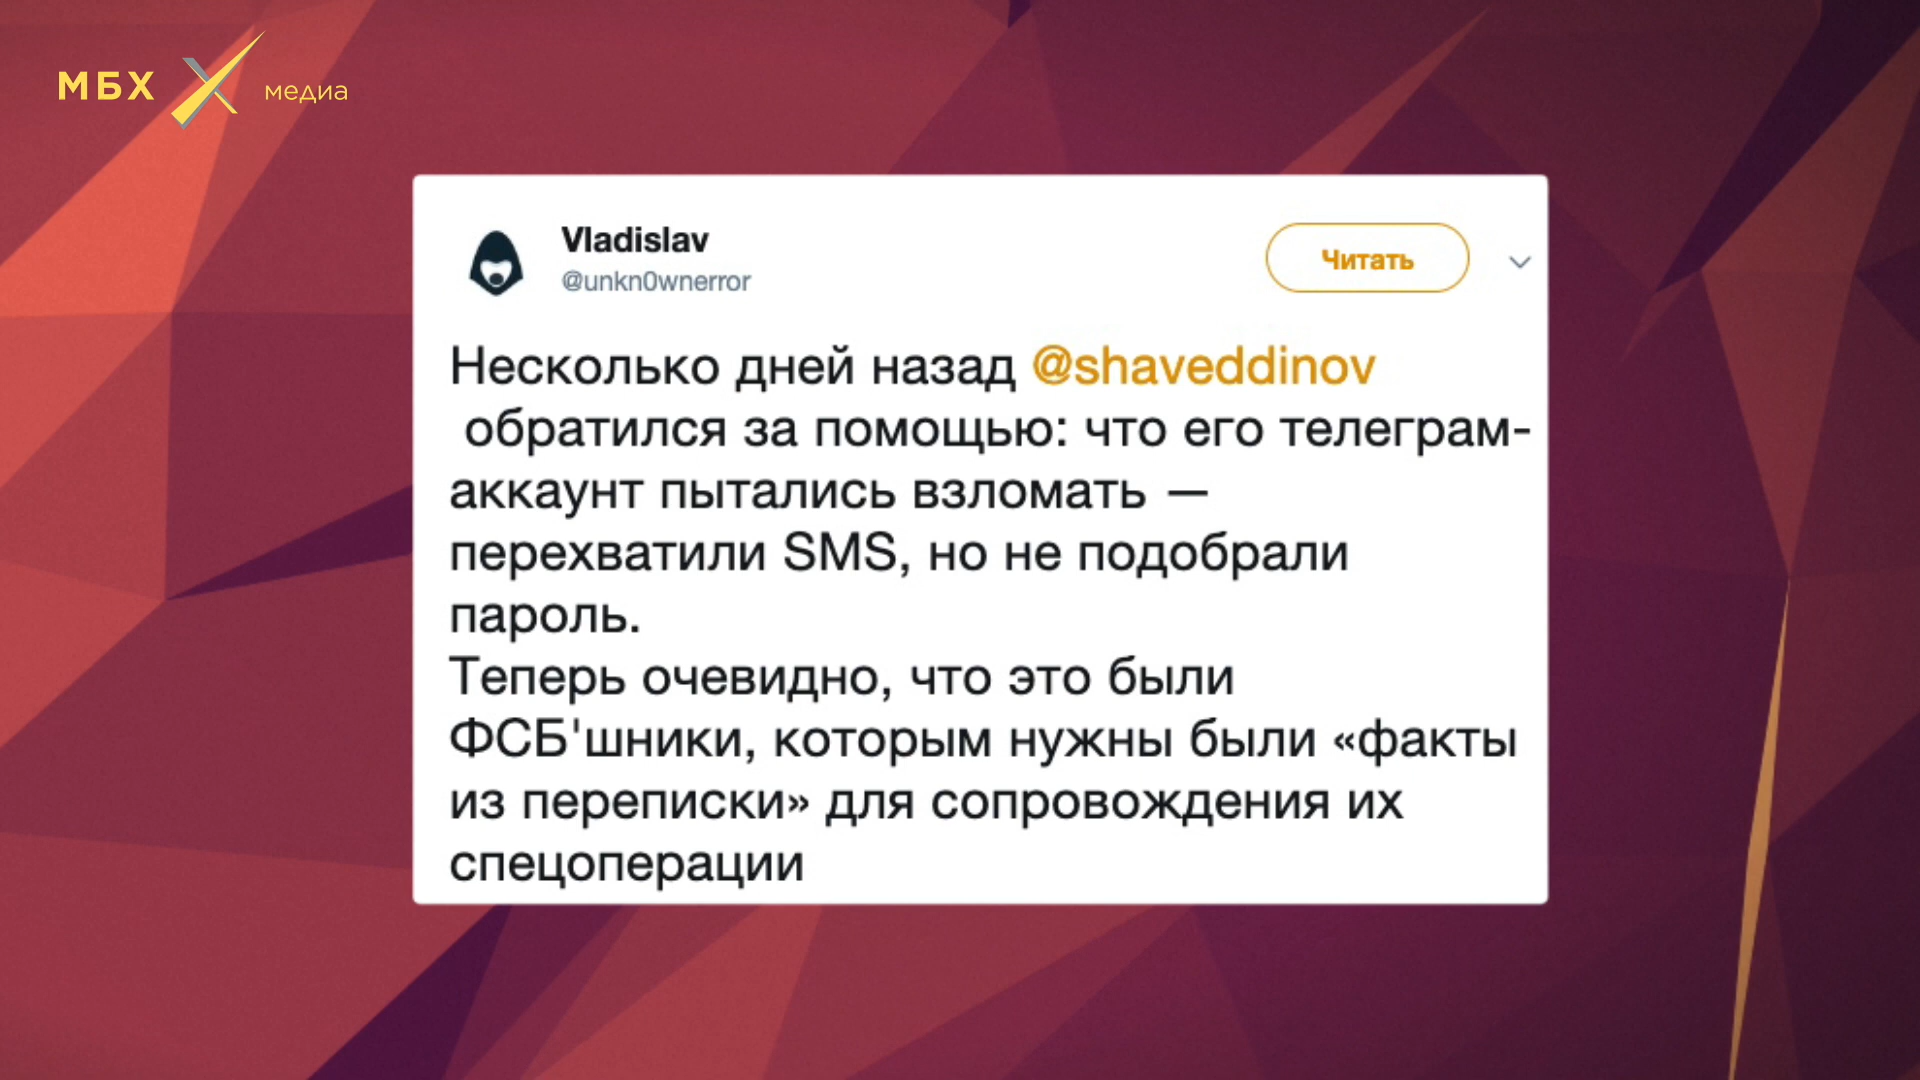 МБХ медиа
Vladislav
@unkn0wnerror
Читать
Несколько дней назад @shaveddinov
обратился за помощью: что его телеграм-
аккаунт пытались взломать —
перехватили SMS, но не подобрали
пароль.
Теперь очевидно, что это были
ФСБ'шники, которым нужны были «факты
из переписки» для сопровождения их
спецоперации